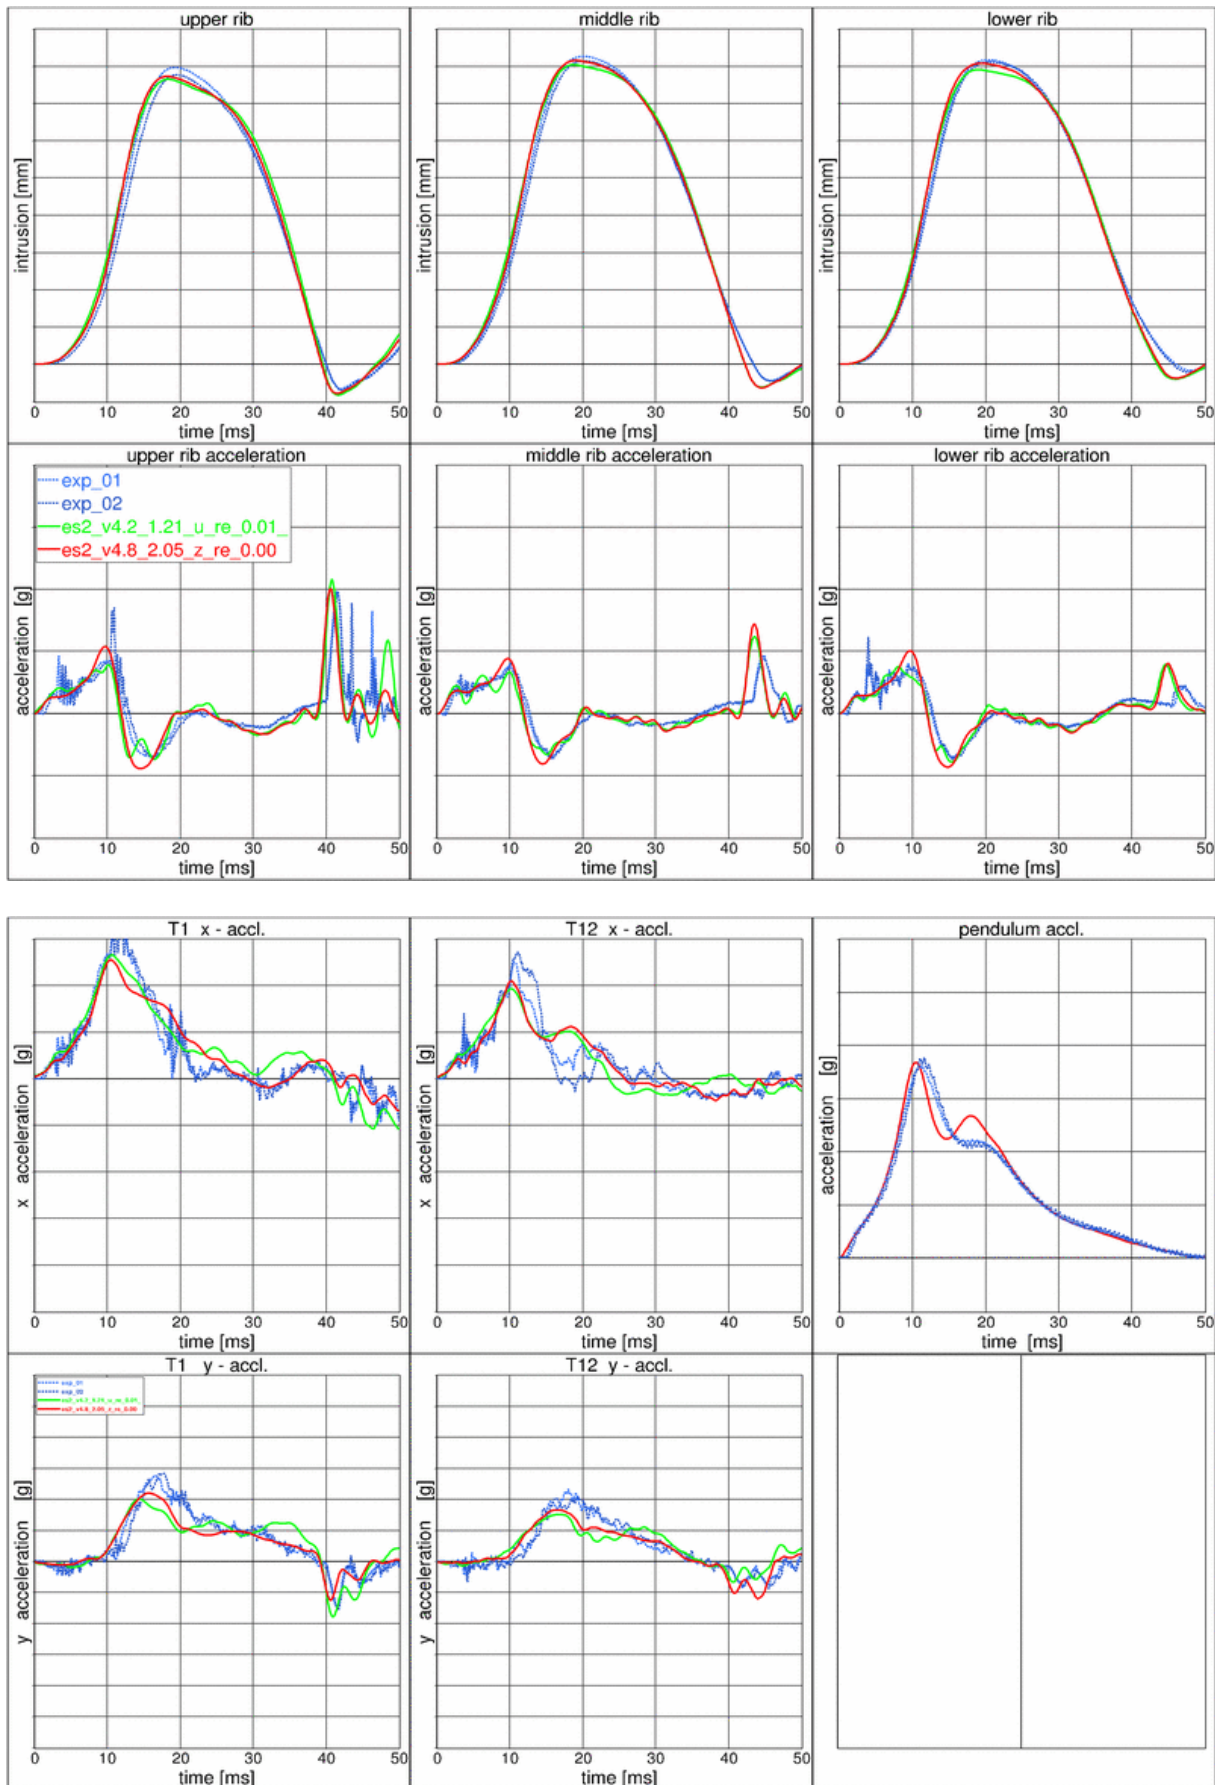 upper rib
middle rib
lower rib
intrusion [mm]
intrusion [mm]
intrusion [mm]
0 10 20 30 40 50
0 10 20 30 40 50
0 10 20 30 40 50
time [ms]
time [ms]
time [ms]
upper rib acceleration
middle rib acceleration
lower rib acceleration
exp_01
exp_02
es2_v4.2_1.21_u_re_0.01_
es2_v4.8_2.05_z_re_0.00
acceleration [g]
acceleration [g]
acceleration [g]
0 10 20 30 40 50
0 10 20 30 40 50
0 10 20 30 40 50
time [ms]
time [ms]
time [ms]
T1 x - accl.
T12 x - accl.
pendulum accl.
x acceleration [g]
x acceleration [g]
acceleration [g]
0 10 20 30 40 50
0 10 20 30 40 50
0 10 20 30 40 50
time [ms]
time [ms]
time [ms]
T1 y - accl.
T12 y - accl.
exp_01
y acceleration [g]
y acceleration [g]
0 10 20 30 40 50
0 10 20 30 40 50
time [ms]
time [ms]